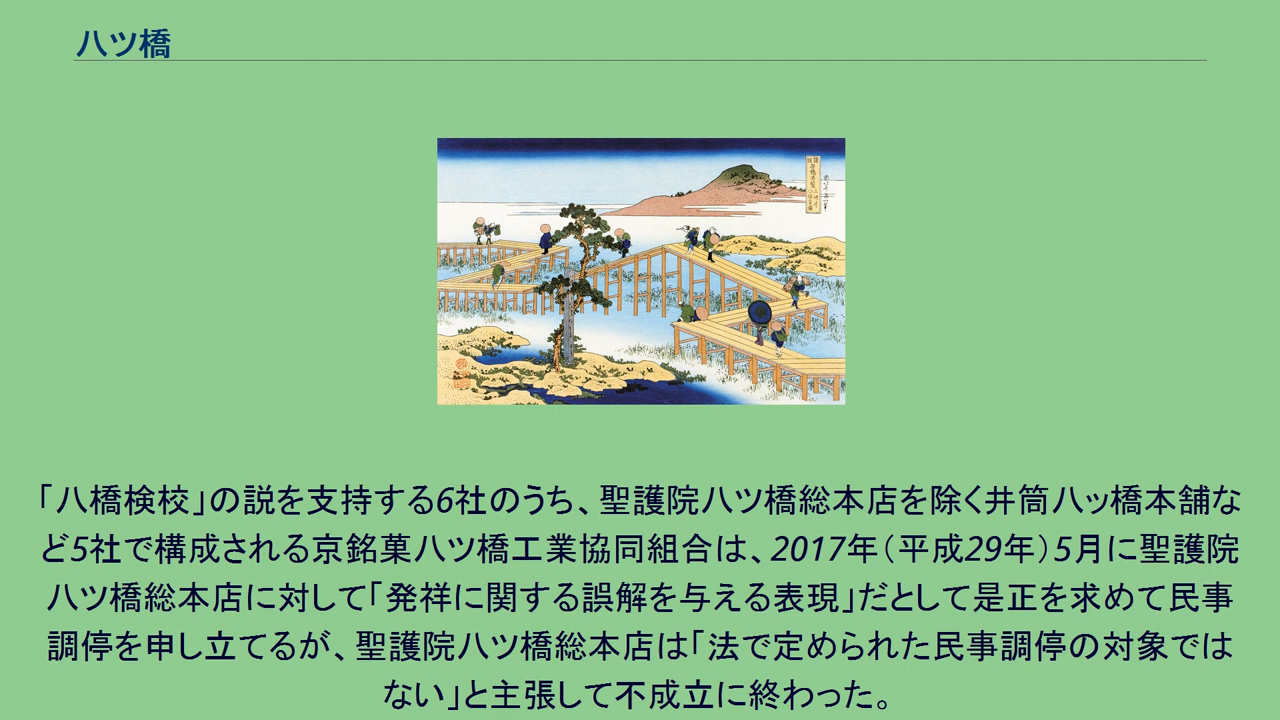 八ツ橋
「八橋検校」の説を支持する6社のうち、聖護院八ツ橋総本店を除く井筒八ッ橋本舗な
ど5社で構成される京銘菓八ツ橋工業協同組合は、2017年（平成29年）5月に聖護院
八ツ橋総本店に対して「発祥に関する誤解を与える表現」だとして是正を求めて民事
調停を申し立てるが、聖護院八ツ橋総本店は「法で定められた民事調停の対象では
ない」と主張して不成立に終わった。